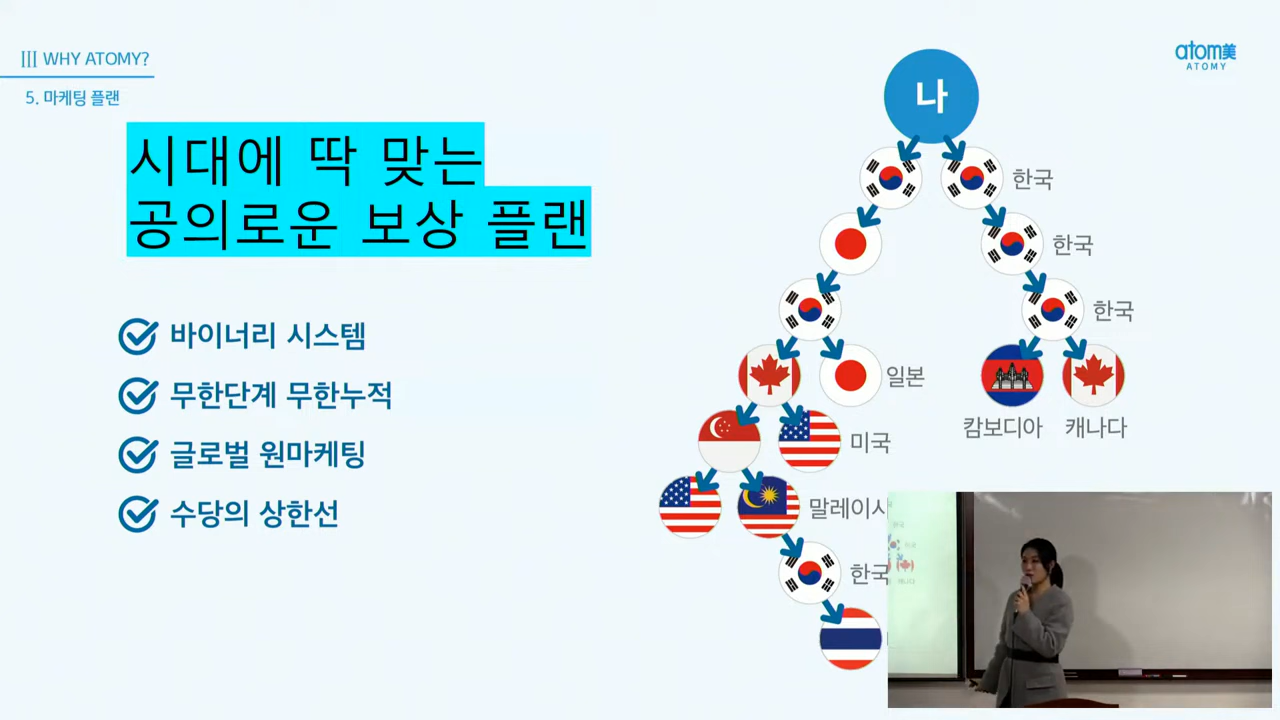 III WHY ATOMY?
5. 마케팅 플랜
atom美
ATOMY
시대에 딱 맞는
공의로운 보상 플랜
바이너리 시스템
무한단계 무한누적
글로벌 원마케팅
수당의 상한선
나
한국
한국
한국
일본
캄보디아 캐나다
미국
말레이시
한국